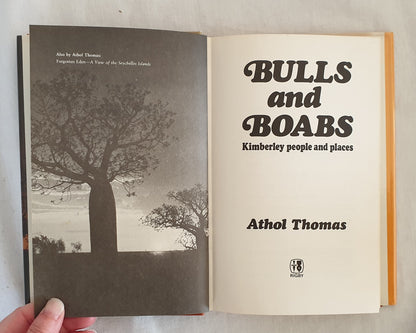 Also by Athol Thomas
Forgotten Eden—A View of the Seychelles Islands
BULLS
and
BOABS
Kimberley people and places
Athol Thomas
RIGBY